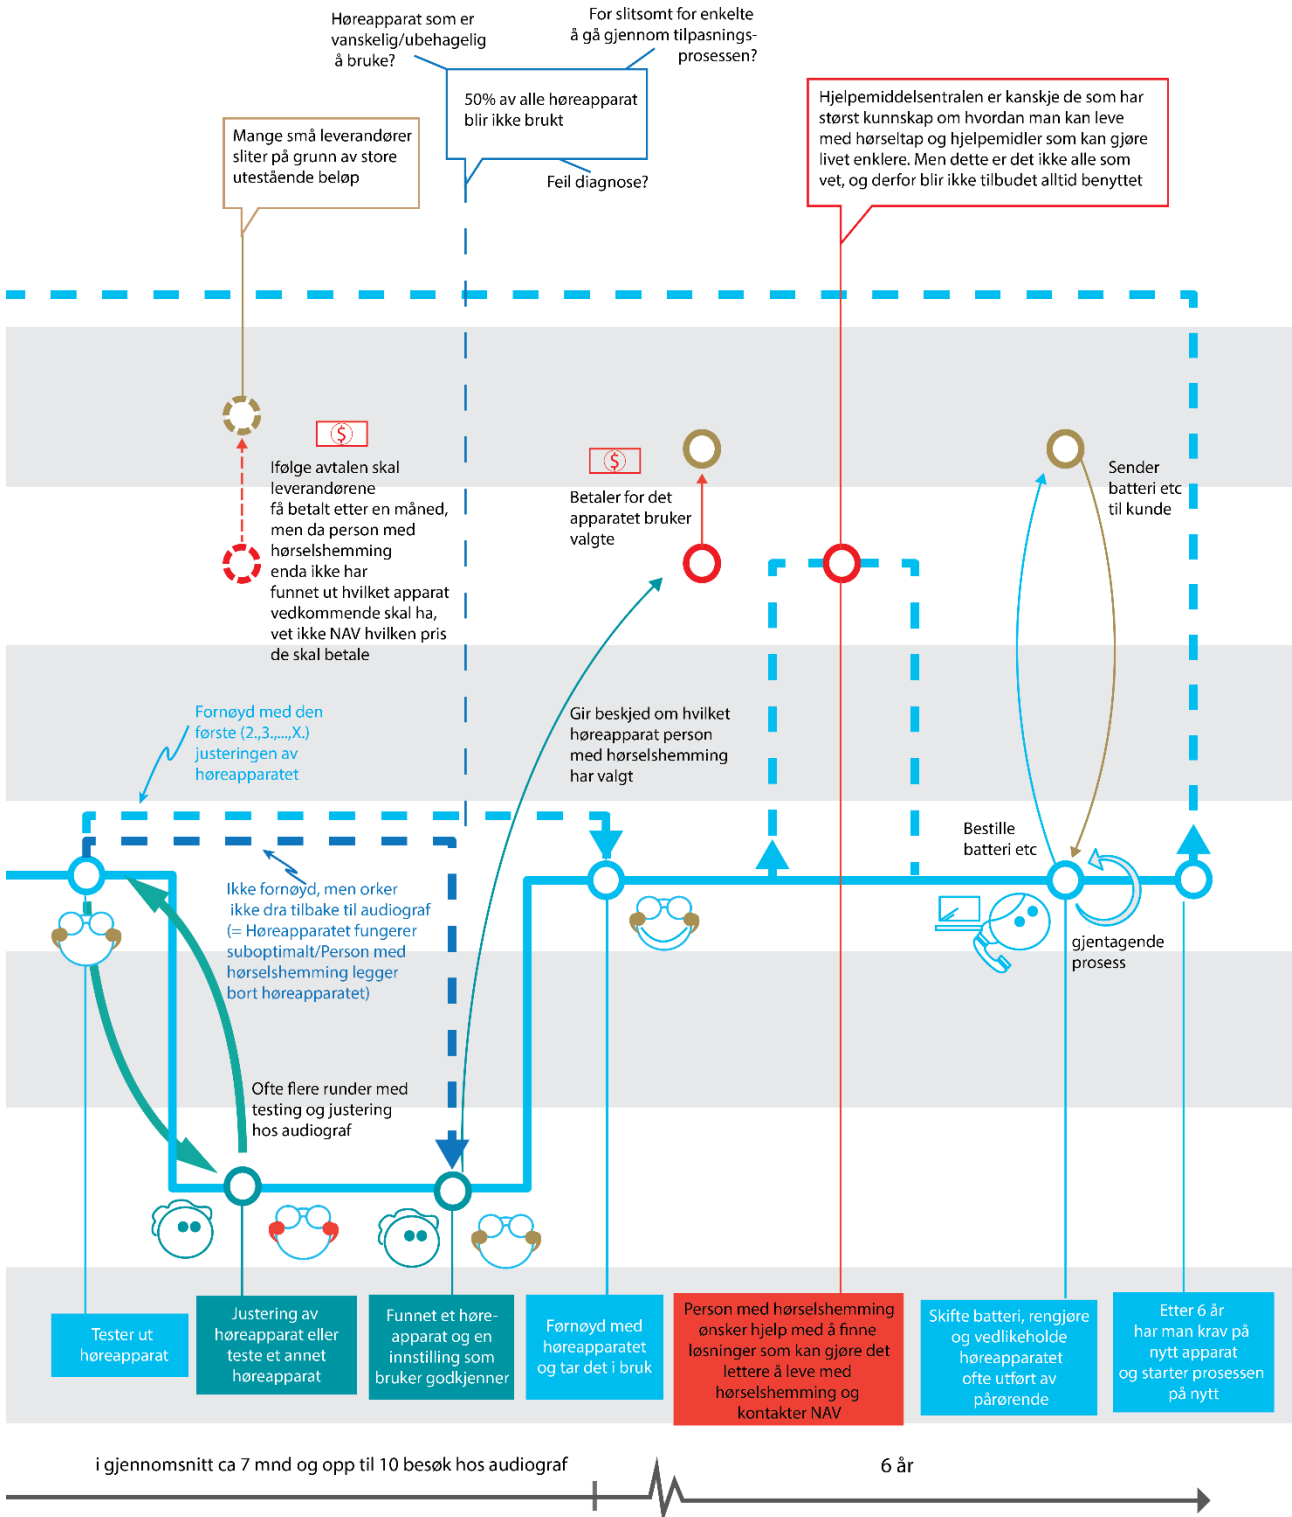 Høreapparat som er
vanskelig/ubehagelig
å bruke?
For slitsomt for enkelte
å gå gjennom tilpasnings-
prosessen?
50% av alle høreapparat
blir ikke brukt
Feil diagnose?
Mange små leverandører
sliter på grunn av store
utestående beløp
Hjelpemiddelsentralen er kanskje de som har
størst kunnskap om hvordan man kan leve
med hørseltap og hjelpemidler som kan gjøre
livet enklere. Men dette er det ikke alle som
vet, og derfor blir ikke tilbudet alltid benyttet
$
Ifølge avtalen skal
leverandørene
få betalt etter en måned,
men da person med
hørselshemming
enda ikke har
funnet ut hvilket apparat
vedkommende skal ha,
vet ikke NAV hvilken pris
de skal betale
$
Betaler for det
apparatet bruker
valgte
Sender
batteri etc
til kunde
Fornøyd med den
første (2.,3.,...,X.)
justeringen av
høreapparatet
Gir beskjed om hvilket
høreapparat person
med hørselshemming
har valgt
Bestille
batteri etc
Ikke fornøyd, men orker
ikke dra tilbake til audiograf
(= Høreapparatet fungerer
suboptimalt/Person med
hørselshemming legger
bort høreapparatet)
gjentagende
prosess
Ofte flere runder med
testing og justering
hos audiograf
Tester ut
høreapparat
Justering av
høreapparat eller
teste et annet
høreapparat
Funnet et høre-
apparat og en
innstilling som
bruker godkjenner
Fornøyd med
høreapparatet
og tar det i bruk
Person med hørselshemming
ønsker hjelp med å finne
løsninger som kan gjøre det
lettere å leve med
hørselshemming og
kontakter NAV
Skifte batteri, rengjøre
og vedlikeholde
høreapparatet
ofte utført av
pårørende
Etter 6 år
har man krav på
nytt apparat
og starter prosessen
på nytt
i gjennomsnitt ca 7 mnd og opp til 10 besøk hos audiograf
6 år